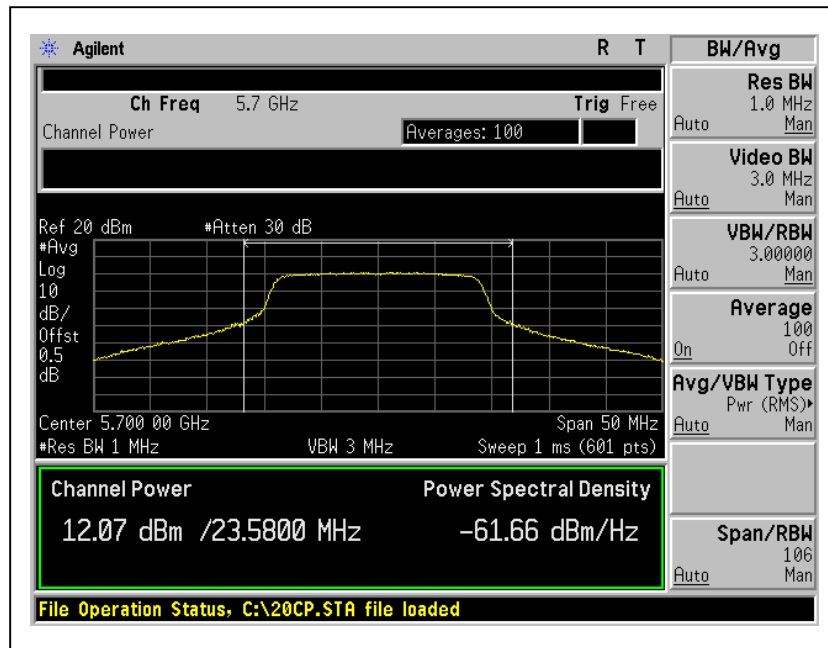 Agilent R T
Ch Freq 5.7 GHz Trig Free
Channel Power Averages: 100
Ref 20 dBm #Atten 30 dB
#Avg
Log
10
dB/
Offst
0.5
dB
Center 5.700 00 GHz Span 50 MHz
#Res BW 1 MHz VBW 3 MHz Sweep 1 ms (601 pts)
Channel Power Power Spectral Density
12.07 dBm /23.5800 MHz -61.66 dBm/Hz
File Operation Status, C:\20CP.STA file loaded
BW/Avg
Res BW
1.0 MHz
Auto Man
Video BW
3.0 MHz
Auto Man
VBW/RBW
3.00000
Auto Man
Average
100
On Off
Avg/VBW Type
Pwr (RMS)▸
Auto Man
Span/RBW
106
Auto Man